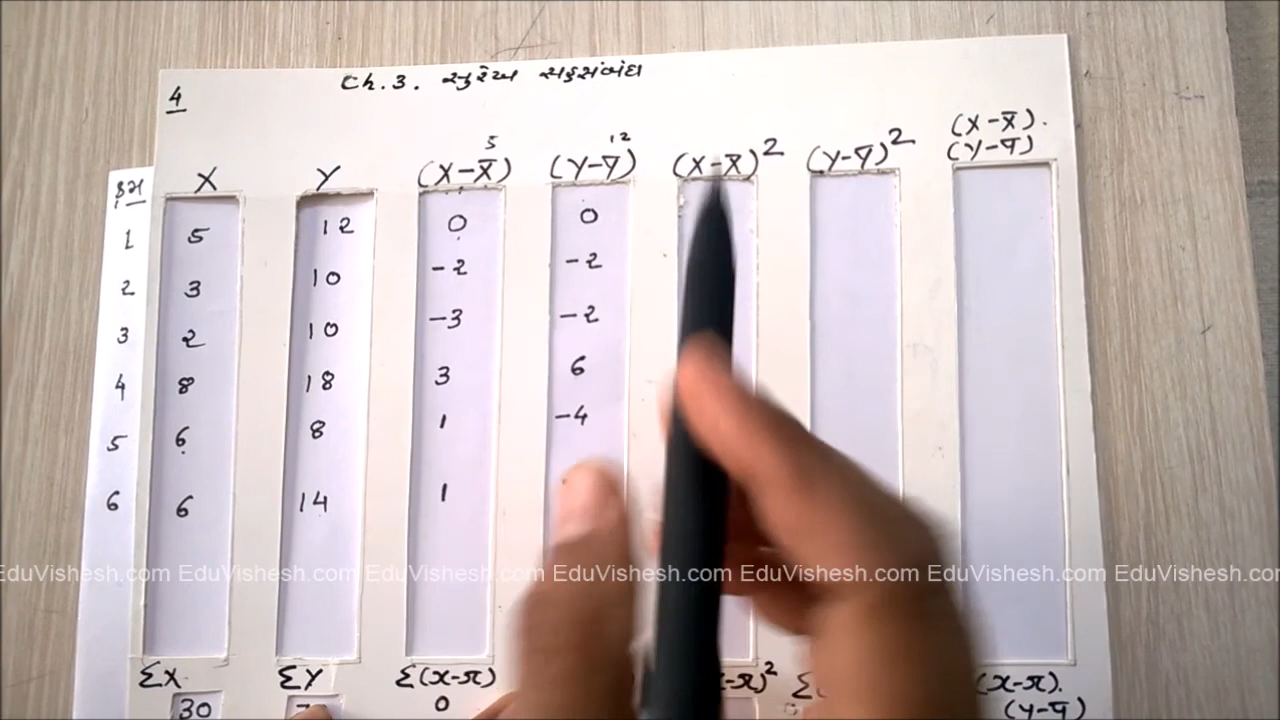 4
Ch. 3. સુરેખ સહસંબંધ
ક્રમ X Y (X-X̄) 5 (Y-Ȳ) 12 (X-X̄)² (Y-Ȳ)² (X-X̄).(Y-Ȳ)
1 5 12 0 0
2 3 10 -2 -2
3 2 10 -3 -2
4 8 18 3 6
5 6 8 1 -4
6 6 14 1
EduVishesh.com EduVishesh.com EduVishesh.com EduVishesh.com EduVishesh.com EduVishesh.com EduVishesh.com
ΣX ΣY Σ(x-x̄) (x-x̄).(y-ȳ)
30 0